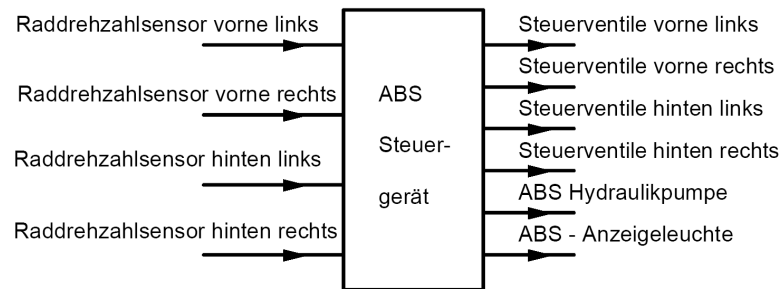 Raddrehzahlsensor vorne links
Raddrehzahlsensor vorne rechts
Raddrehzahlsensor hinten links
Raddrehzahlsensor hinten rechts
ABS
Steuer-
gerät
Steuerventile vorne links
Steuerventile vorne rechts
Steuerventile hinten links
Steuerventile hinten rechts
ABS Hydraulikpumpe
ABS - Anzeigeleuchte